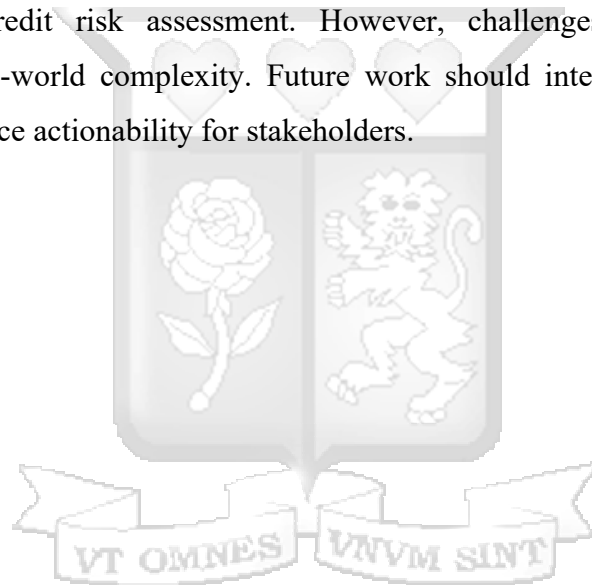 redit risk assessment. However, challenges
-world complexity. Future work should inte
ce actionability for stakeholders.
VT OMNES VNVM SINT